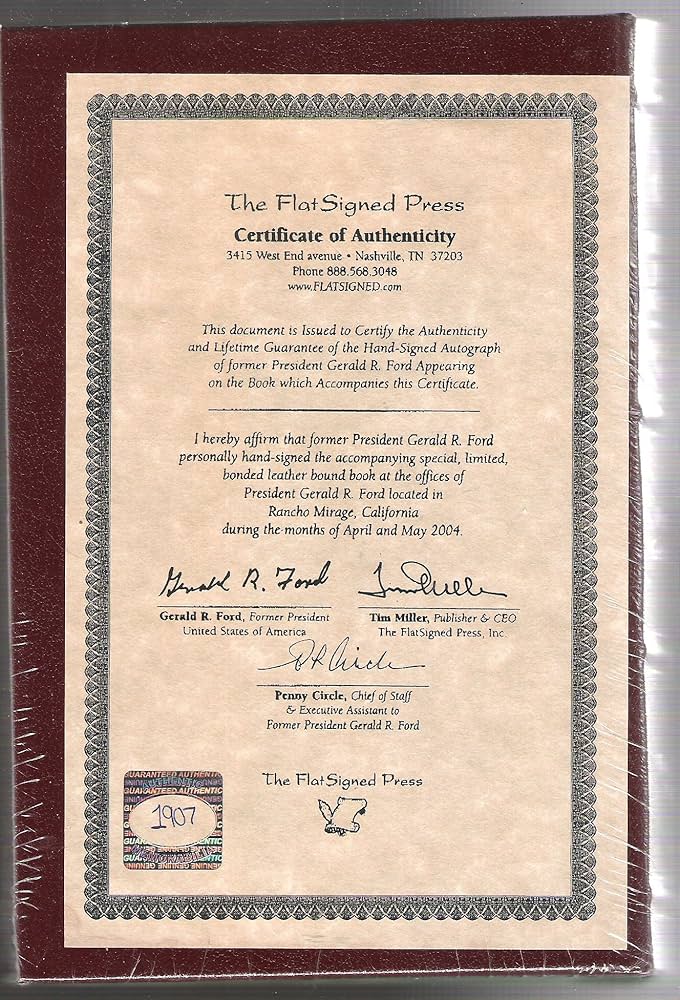 The FlatSigned Press
Certificate of Authenticity
3415 West End avenue • Nashville, TN 37203
Phone 888.568.3048
www.FLATSIGNED.com
This document is Issued to Certify the Authenticity
and Lifetime Guarantee of the Hand-Signed Autograph
of former President Gerald R. Ford Appearing
on the Book which Accompanies this Certificate.
I hereby affirm that former President Gerald R. Ford
personally hand-signed the accompanying special, limited,
bonded leather bound book at the offices of
President Gerald R. Ford located in
Rancho Mirage, California
during the months of April and May 2004.
Gerald R. Ford
Gerald R. Ford, Former President
United States of America
Tim Miller, Publisher & CEO
The FlatSigned Press, Inc.
Penny Circle, Chief of Staff
& Executive Assistant to
Former President Gerald R. Ford
The FlatSigned Press
GUARANTEED AUTHENTIC
1907